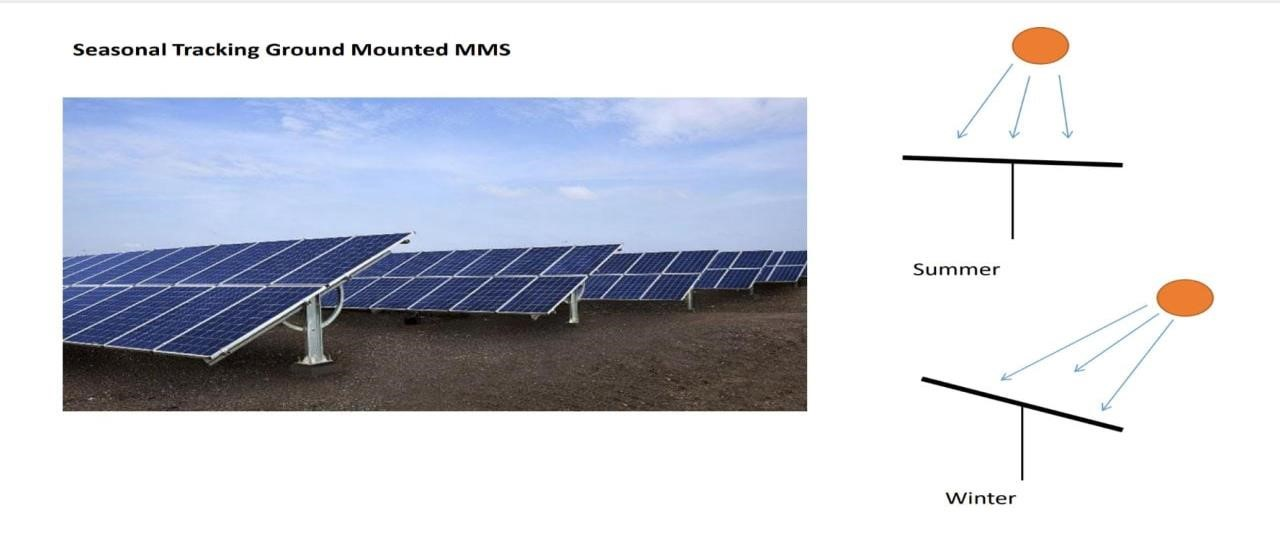 Seasonal Tracking Ground Mounted MMS
Summer
Winter